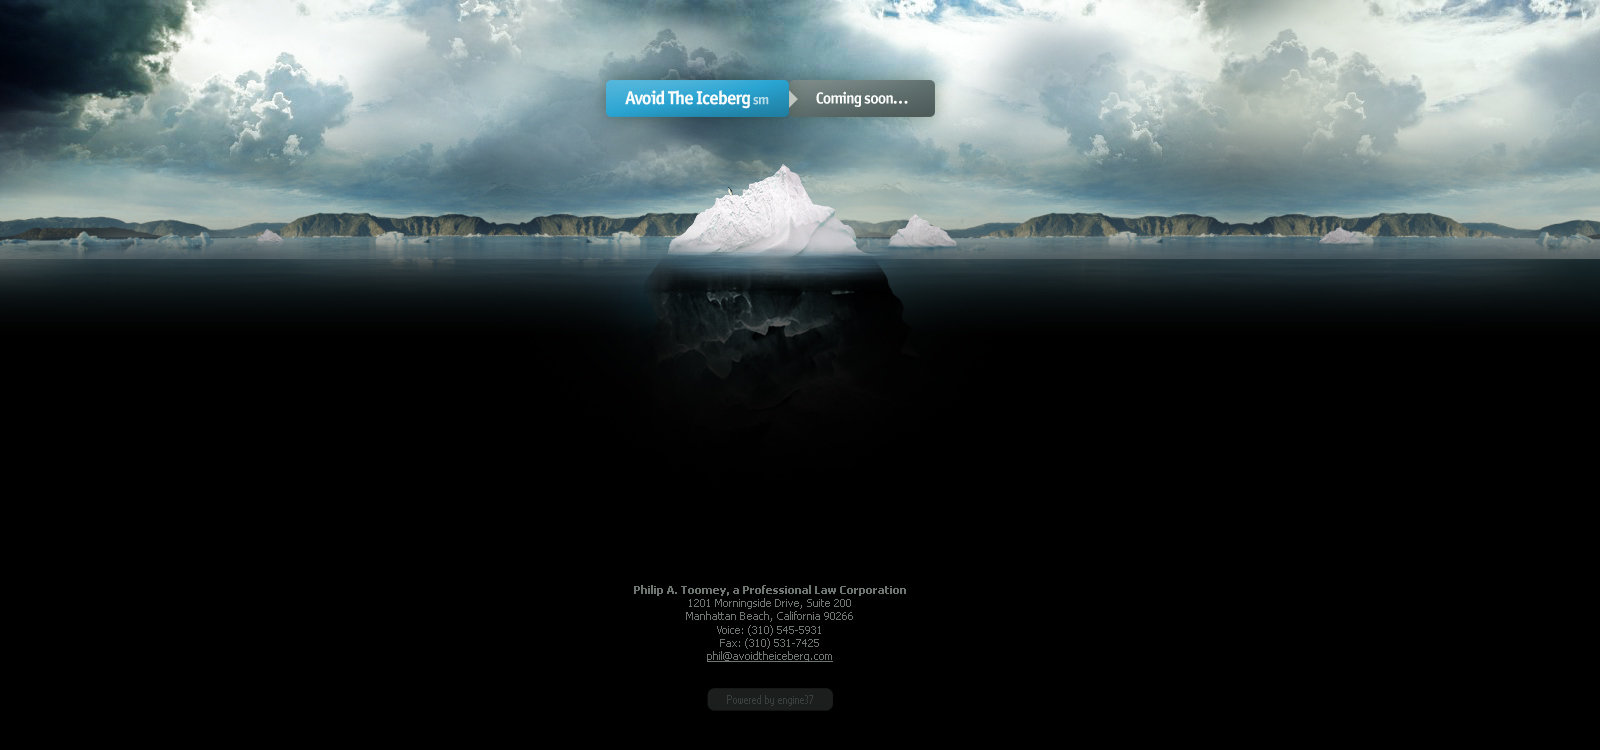 Avoid The Iceberg sm Coming soon...
Philip A. Toomey, a Professional Law Corporation
1201 Morningside Drive, Suite 200
Manhattan Beach, California 90266
Voice: (310) 545-5931
Fax: (310) 531-7425
phil@avoidtheiceberg.com
Powered by engine37